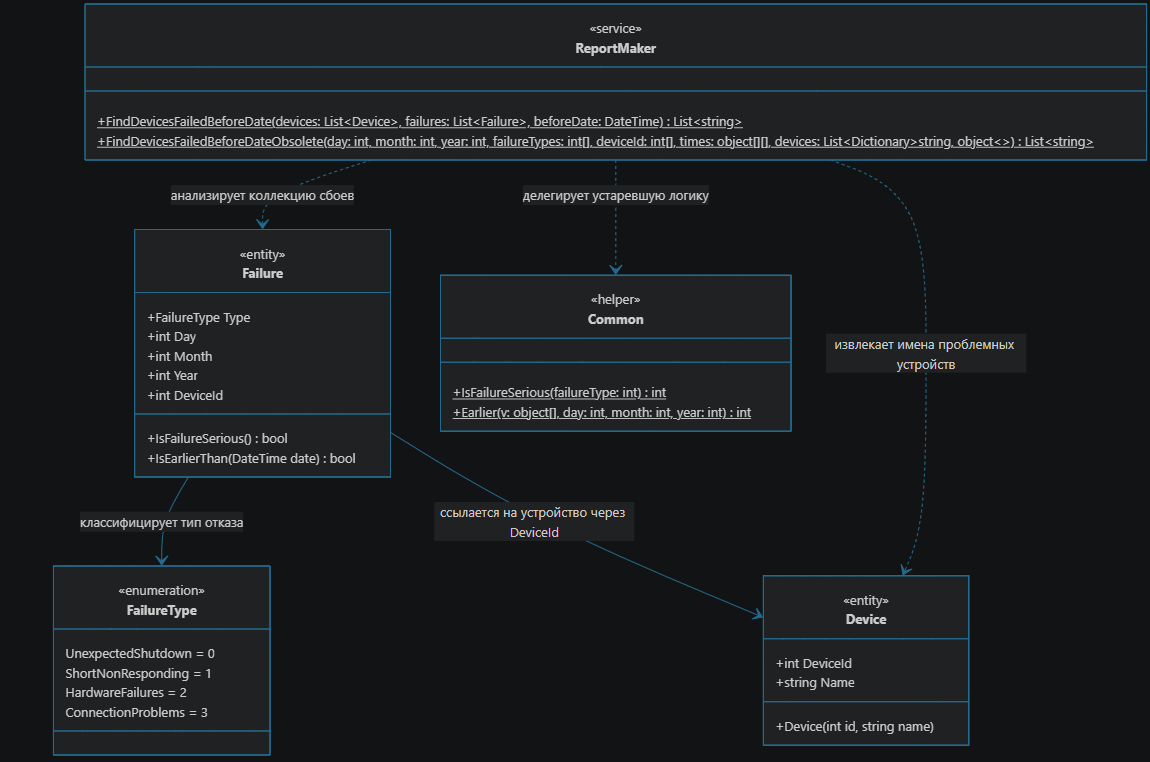 «service»
ReportMaker
+FindDevicesFailedBeforeDate(devices: List<Device>, failures: List<Failure>, beforeDate: DateTime) : List<string>
+FindDevicesFailedBeforeDateObsolete(day: int, month: int, year: int, failureTypes: int[], deviceId: int[], times: object[][], devices: List<Dictionary>string, object<>) : List<string>
анализирует коллекцию сбоев
делегирует устаревшую логику
«entity»
Failure
+FailureType Type
+int Day
+int Month
+int Year
+int DeviceId
+IsFailureSerious() : bool
+IsEarlierThan(DateTime date) : bool
«helper»
Common
+IsFailureSerious(failureType: int) : int
+Earlier(v: object[], day: int, month: int, year: int) : int
извлекает имена проблемных
устройств
классифицирует тип отказа
ссылается на устройство через
DeviceId
«enumeration»
FailureType
UnexpectedShutdown = 0
ShortNonResponding = 1
HardwareFailures = 2
ConnectionProblems = 3
«entity»
Device
+int DeviceId
+string Name
+Device(int id, string name)